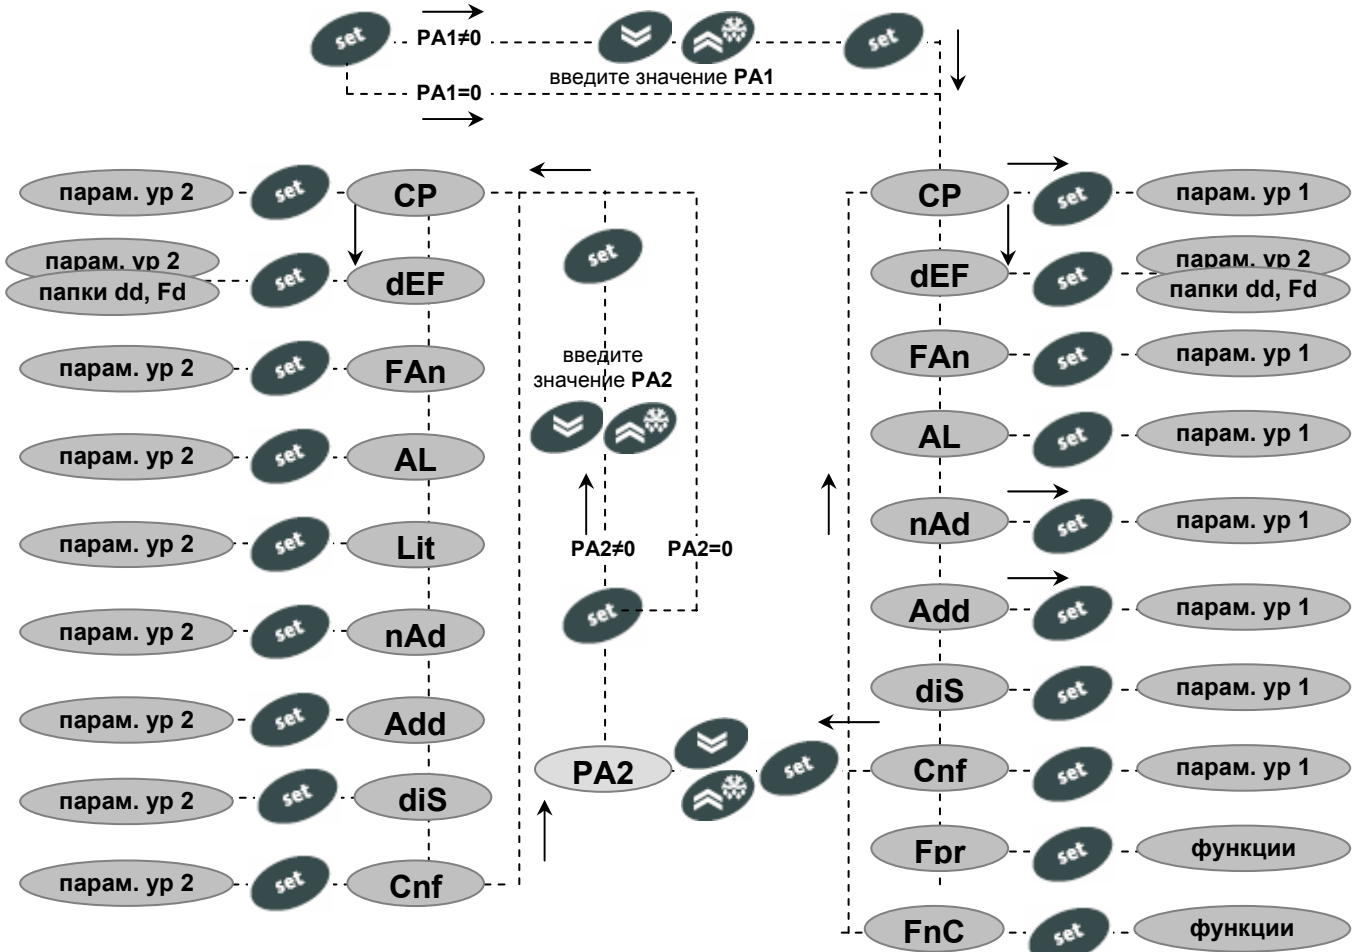 set PA1≠0 set
введите значение PA1
PA1=0
парам. ур 2 set CP
CP set парам. ур 1
set
парам. ур 2
папки dd, Fd set dEF
dEF set парам. ур 2
папки dd, Fd
парам. ур 2 set FAn
введите
значение PA2
FAn set парам. ур 1
парам. ур 2 set AL
AL set парам. ур 1
парам. ур 2 set Lit
PA2≠0 PA2=0
nAd set парам. ур 1
парам. ур 2 set nAd
set
Add set парам. ур 1
парам. ур 2 set Add
diS set парам. ур 1
PA2 set
Cnf set парам. ур 1
парам. ур 2 set diS
Fpr set функции
парам. ур 2 set Cnf
FnC set функции